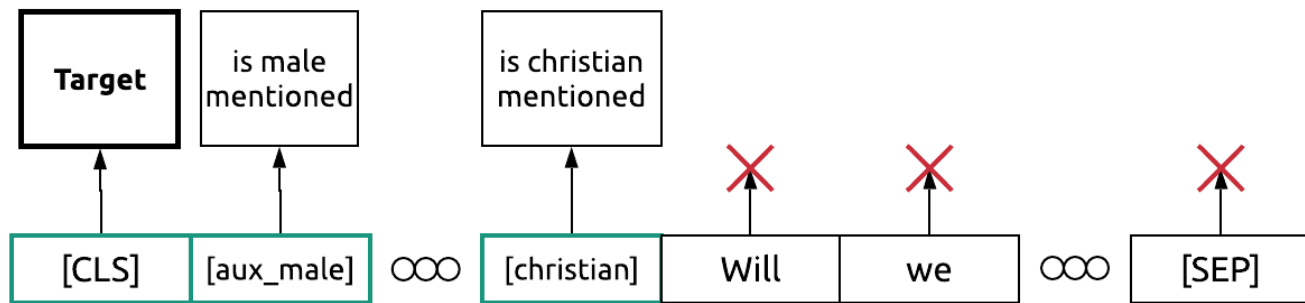 Target
is male
mentioned
is christian
mentioned
[CLS]
[aux_male]
[christian]
Will
we
[SEP]